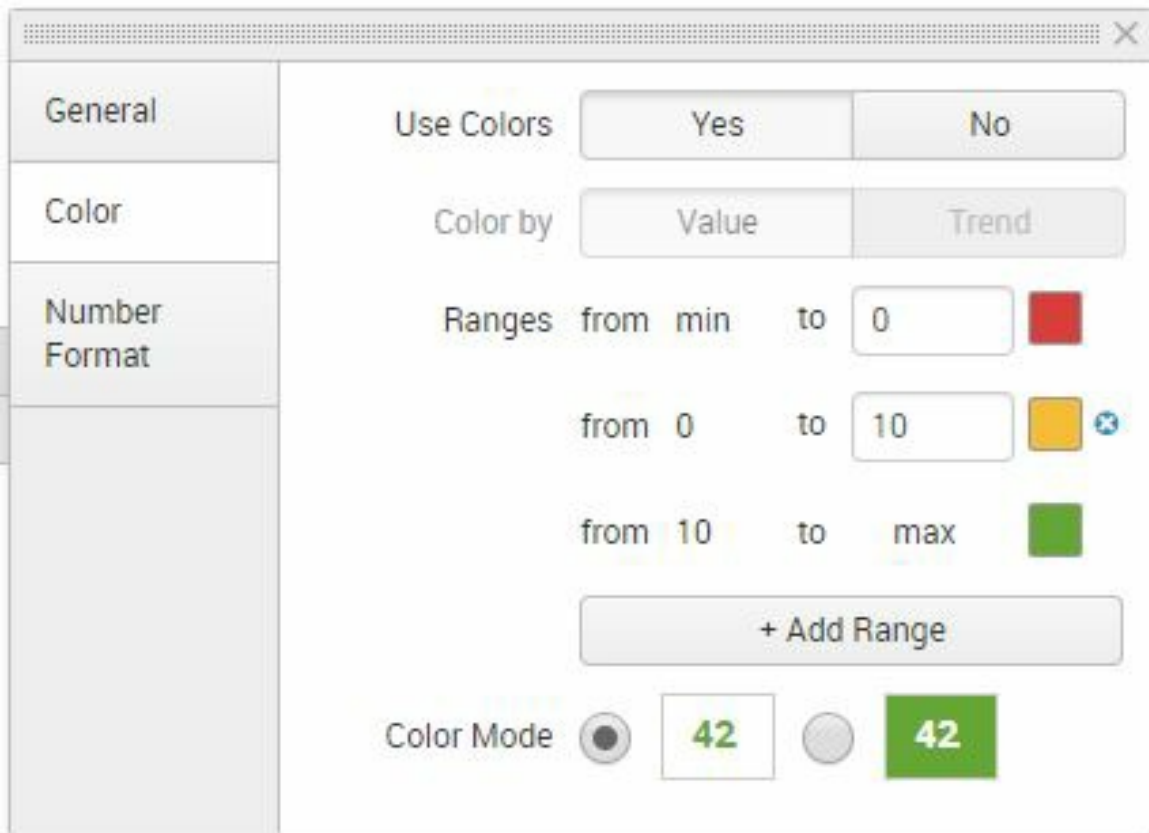 General
Color
Number
Format
Use Colors Yes No
Color by Value Trend
Ranges from min to 0
from 0 to 10
from 10 to max
+ Add Range
Color Mode 42 42